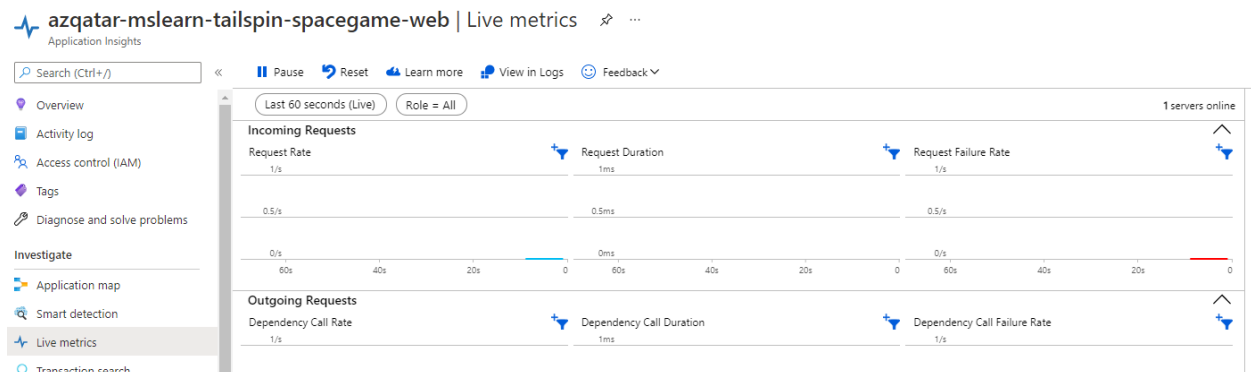 azqatar-mslearn-tailspin-spacegame-web | Live metrics ...
Application Insights
Search (Ctrl+/) «
Pause Reset Learn more View in Logs Feedback
Overview
Activity log
Access control (IAM)
Tags
Diagnose and solve problems
Investigate
Application map
Smart detection
Live metrics
Transaction search
Last 60 seconds (Live) Role = All 1 servers online
Incoming Requests
Request Rate Request Duration Request Failure Rate
1/s 1ms 1/s
0.5/s 0.5ms 0.5/s
0/s 0ms 0/s
60s 40s 20s 0 60s 40s 20s 0 60s 40s 20s 0
Outgoing Requests
Dependency Call Rate Dependency Call Duration Dependency Call Failure Rate
1/s 1ms 1/s